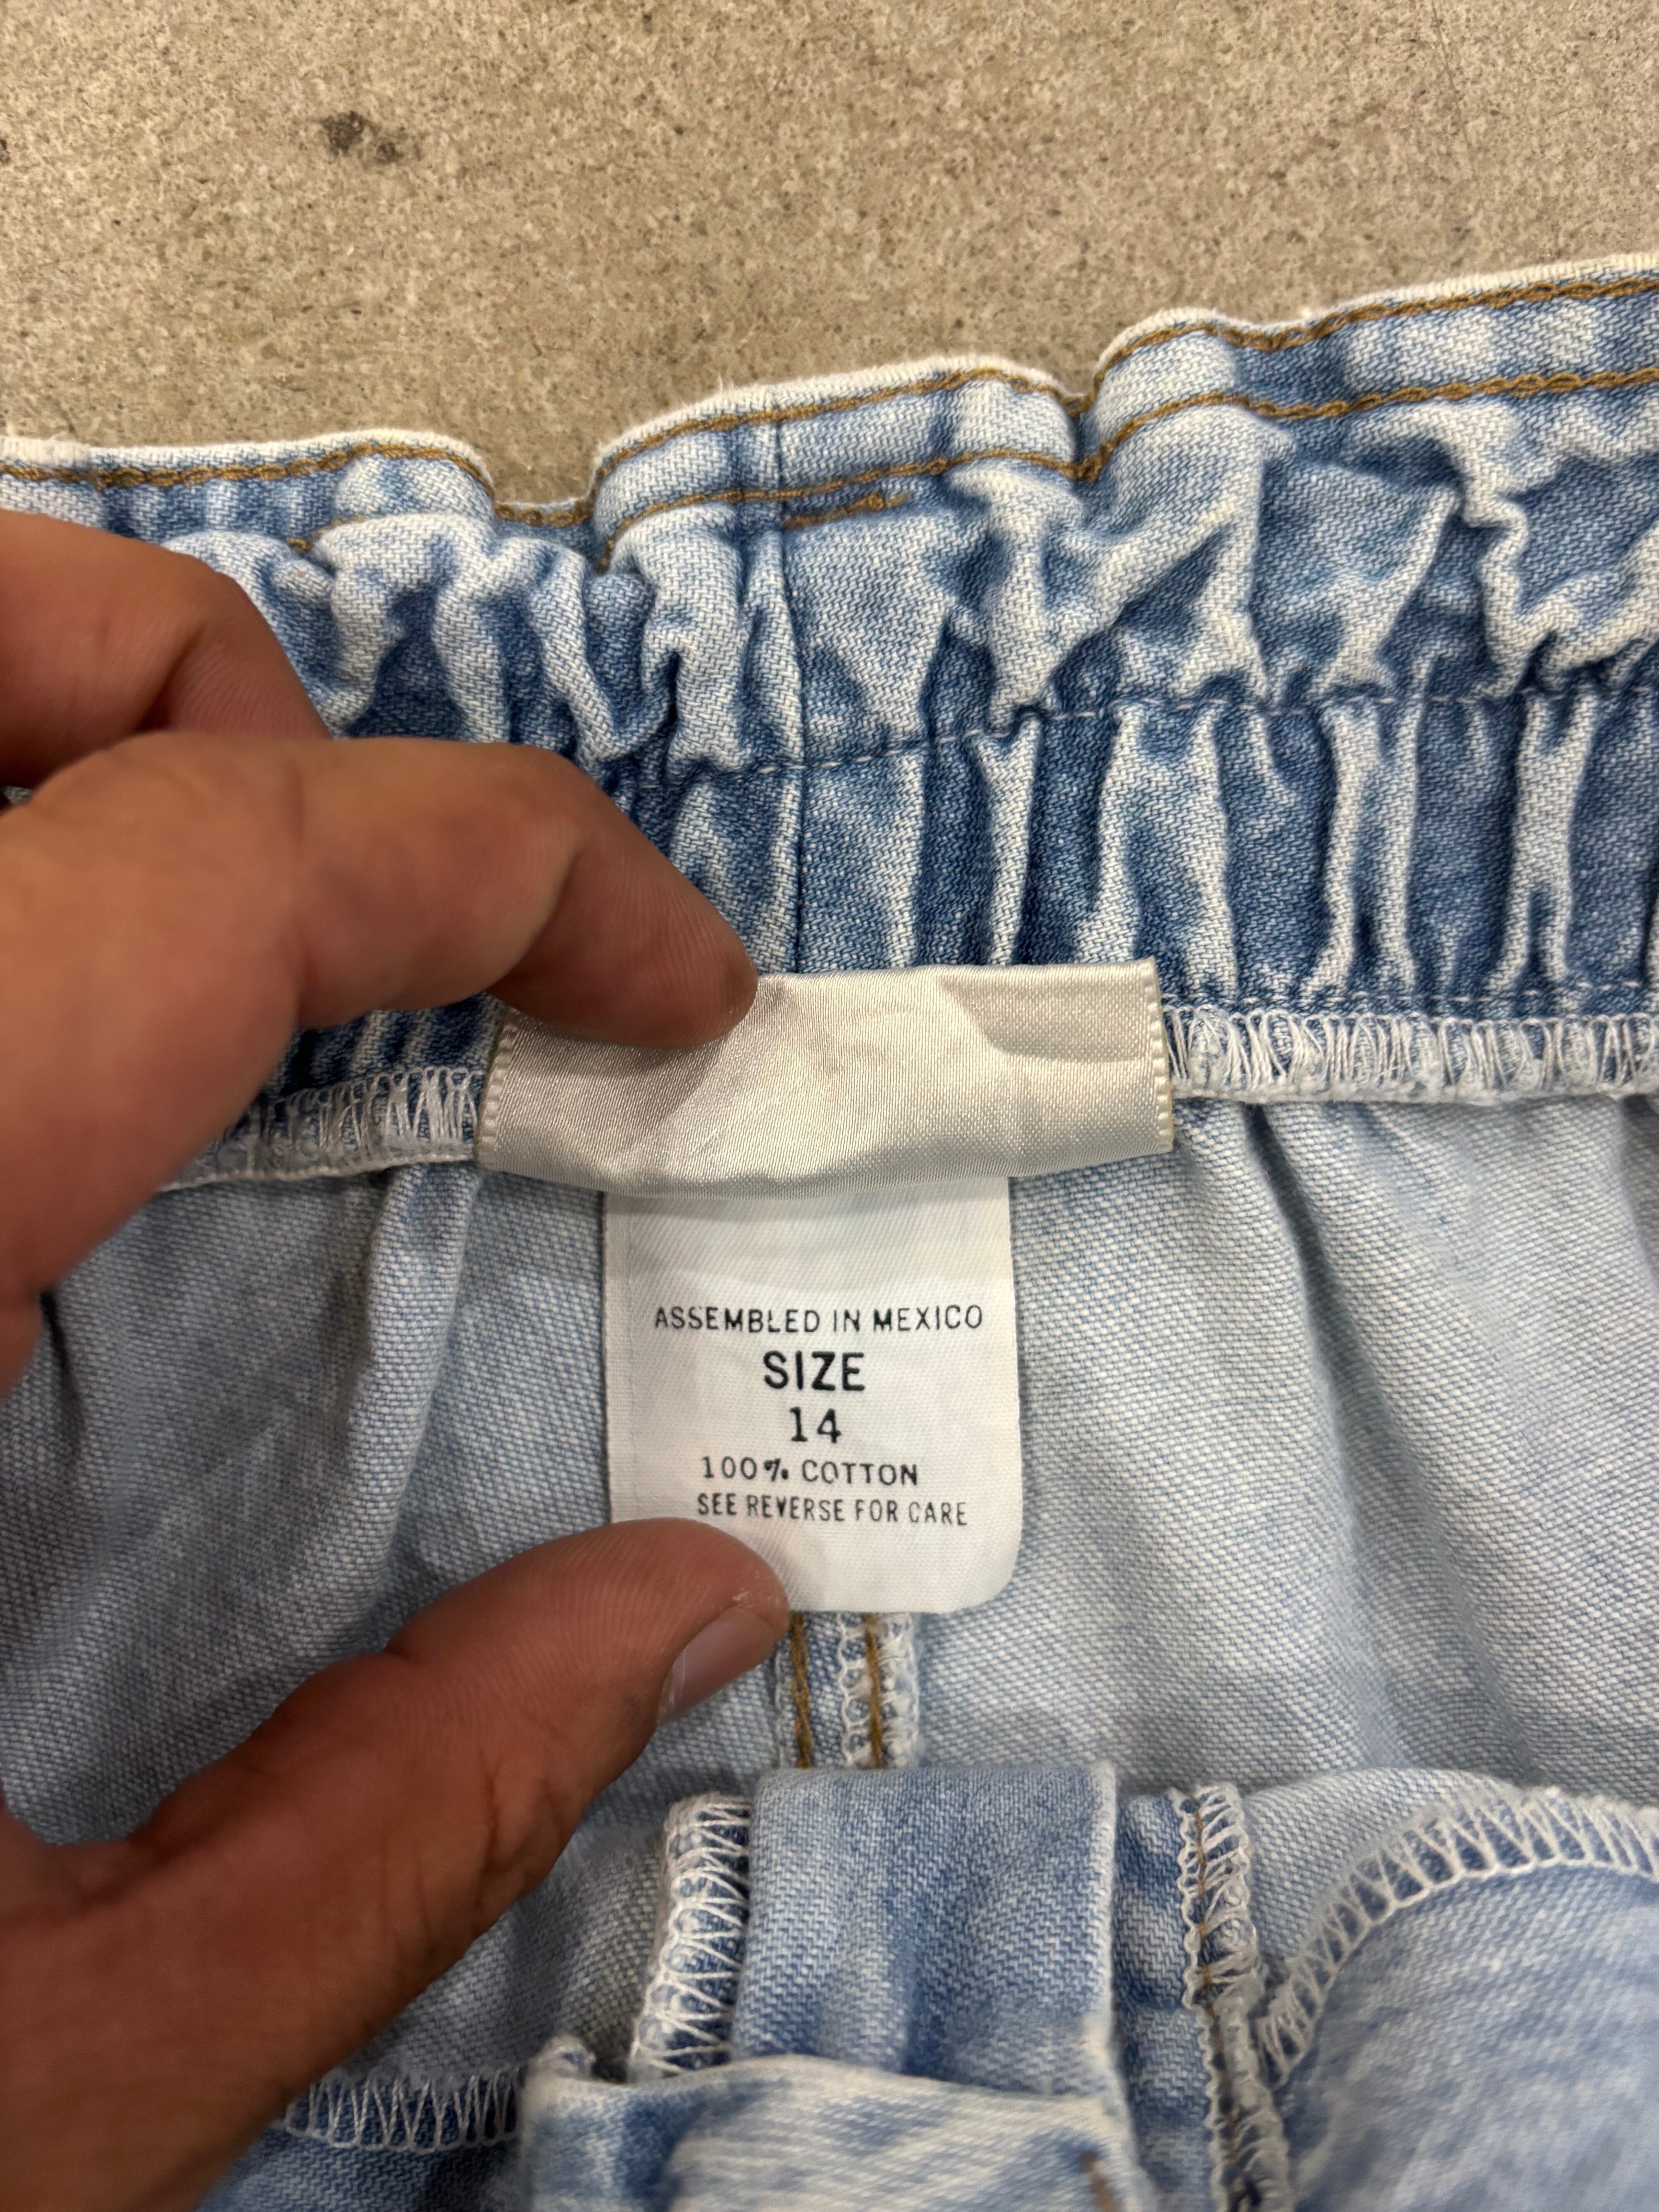 ASSEMBLED IN MEXICO
SIZE
14
100% COTTON
SEE REVERSE FOR CARE